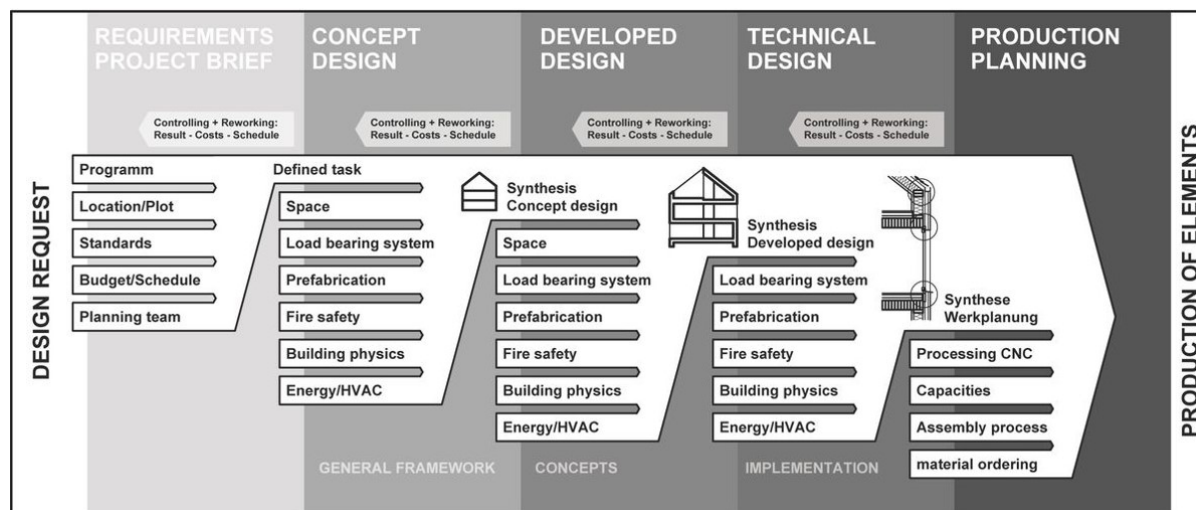 REQUIREMENTS
PROJECT BRIEF
CONCEPT
DESIGN
DEVELOPED
DESIGN
TECHNICAL
DESIGN
PRODUCTION
PLANNING
Controlling + Reworking:
Result - Costs - Schedule
Controlling + Reworking:
Result - Costs - Schedule
Controlling + Reworking:
Result - Costs - Schedule
Controlling + Reworking:
Result - Costs - Schedule
DESIGN REQUEST
Programm
Location/Plot
Standards
Budget/Schedule
Planning team
Defined task
Space
Load bearing system
Prefabrication
Fire safety
Building physics
Energy/HVAC
Synthesis
Concept design
Space
Load bearing system
Prefabrication
Fire safety
Building physics
Energy/HVAC
Synthesis
Developed design
Load bearing system
Prefabrication
Fire safety
Building physics
Energy/HVAC
Synthese
Werkplanung
Processing CNC
Capacities
Assembly process
material ordering
GENERAL FRAMEWORK
CONCEPTS
IMPLEMENTATION
PRODUCTION OF ELEMENTS